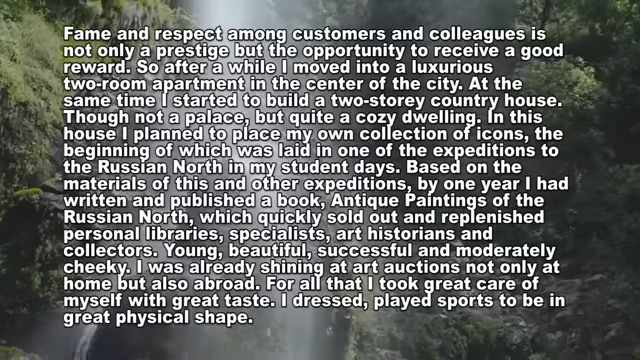 Fame and respect among customers and colleagues is
not only a prestige but the opportunity to receive a good
reward. So after a while I moved into a luxurious
two-room apartment in the center of the city. At the
same time I started to build a two-storey country house.
Though not a palace, but quite a cozy dwelling. In this
house I planned to place my own collection of icons, the
beginning of which was laid in one of the expeditions to
the Russian North in my student days. Based on the
materials of this and other expeditions, by one year I had
written and published a book, Antique Paintings of the
Russian North, which quickly sold out and replenished
personal libraries, specialists, art historians and
collectors. Young, beautiful, successful and moderately
cheeky. I was already shining at art auctions not only at
home but also abroad. For all that I took great care of
myself with great taste. I dressed, played sports to be in
great physical shape.